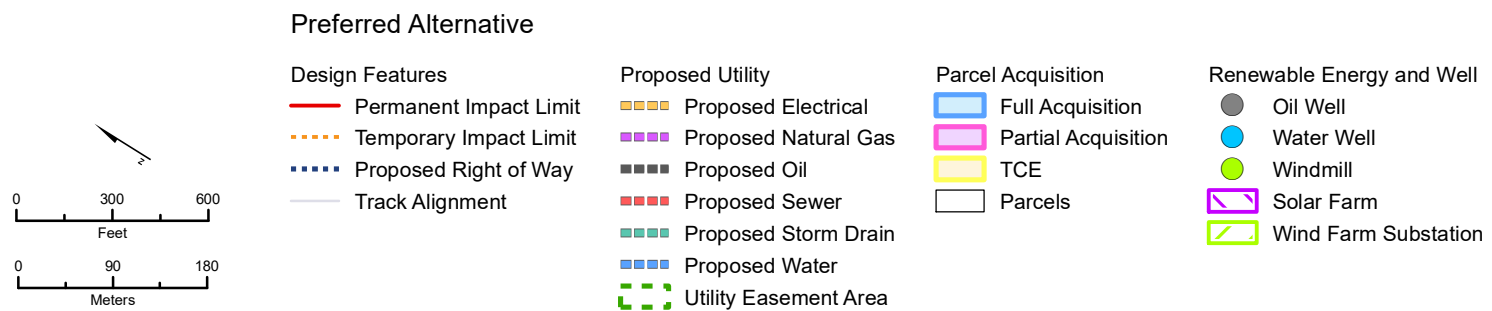 Preferred Alternative
Design Features
Permanent Impact Limit
Temporary Impact Limit
Proposed Right of Way
Track Alignment
Proposed Utility
Proposed Electrical
Proposed Natural Gas
Proposed Oil
Proposed Sewer
Proposed Storm Drain
Proposed Water
Utility Easement Area
Parcel Acquisition
Full Acquisition
Partial Acquisition
TCE
Parcels
Renewable Energy and Well
Oil Well
Water Well
Windmill
Solar Farm
Wind Farm Substation
N
0 300 600
Feet
0 90 180
Meters